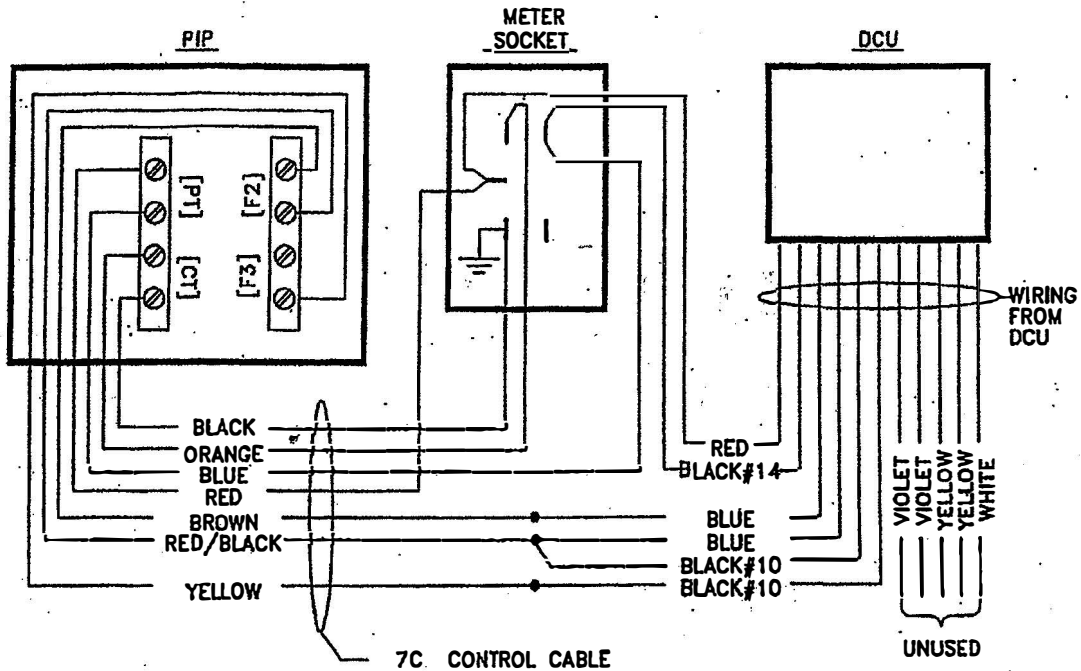 PIP
METER
SOCKET
DCU
[PT]
[CT]
[F2]
[F3]
WIRING
FROM
DCU
BLACK
ORANGE
BLUE
RED
BROWN
RED/BLACK
YELLOW
RED
BLACK#14
BLUE
BLUE
BLACK#10
BLACK#10
VIOLET
VIOLET
YELLOW
YELLOW
WHITE
UNUSED
7C CONTROL CABLE